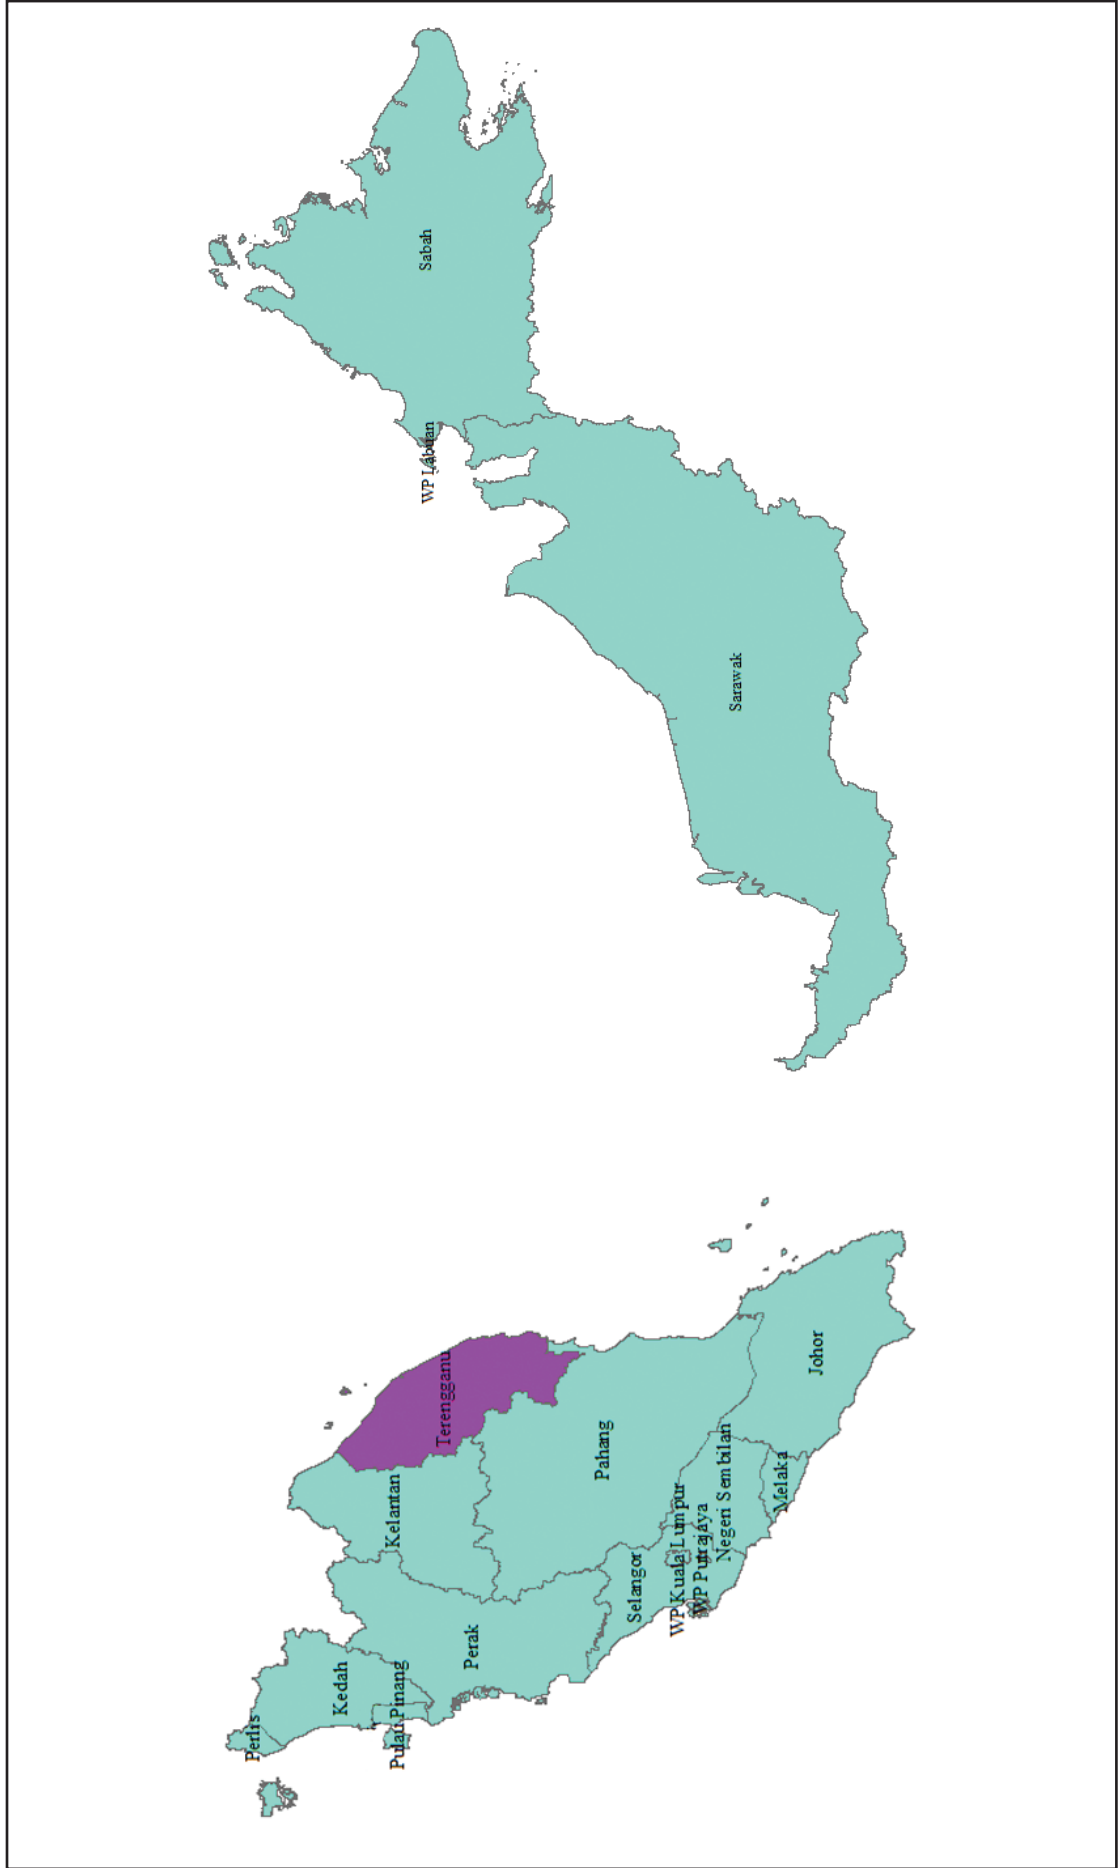 Perlis
Kedah
Pulau Pinang
Perak
Kelantan
Terengganu
Pahang
Selangor
WP Kuala Lumpur
WP Putrajaya
Negeri Sembilan
Melaka
Johor
Sarawak
WP Labuan
Sabah